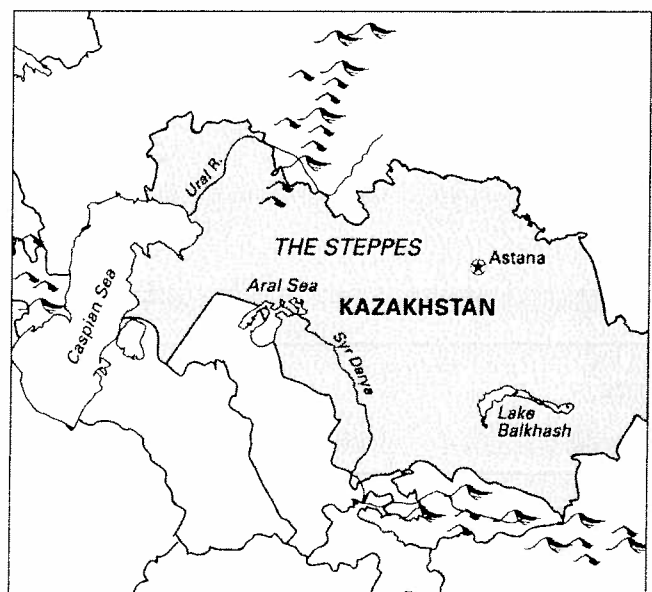 Ural R.
THE STEPPES
Astana
Aral Sea
KAZAKHSTAN
Caspian Sea
Syr Darya
Lake
Balkhash